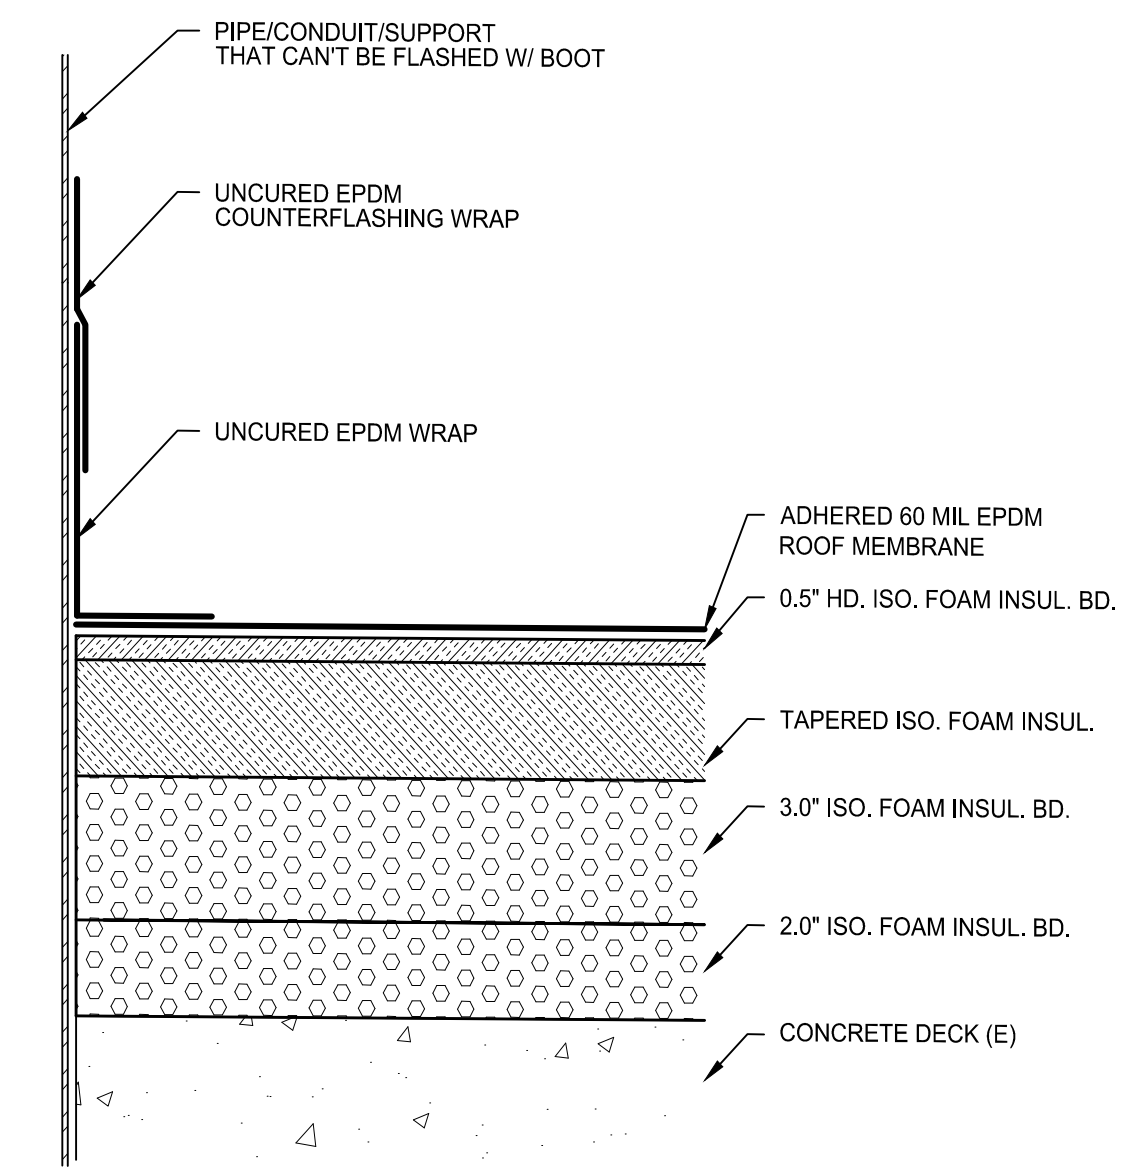 PIPE/CONDUIT/SUPPORT
THAT CAN'T BE FLASHED W/ BOOT
UNCURED EPDM
COUNTERFLASHING WRAP
UNCURED EPDM WRAP
ADHERED 60 MIL EPDM
ROOF MEMBRANE
0.5" HD. ISO. FOAM INSUL. BD.
TAPERED ISO. FOAM INSUL.
3.0" ISO. FOAM INSUL. BD.
2.0" ISO. FOAM INSUL. BD.
CONCRETE DECK (E)